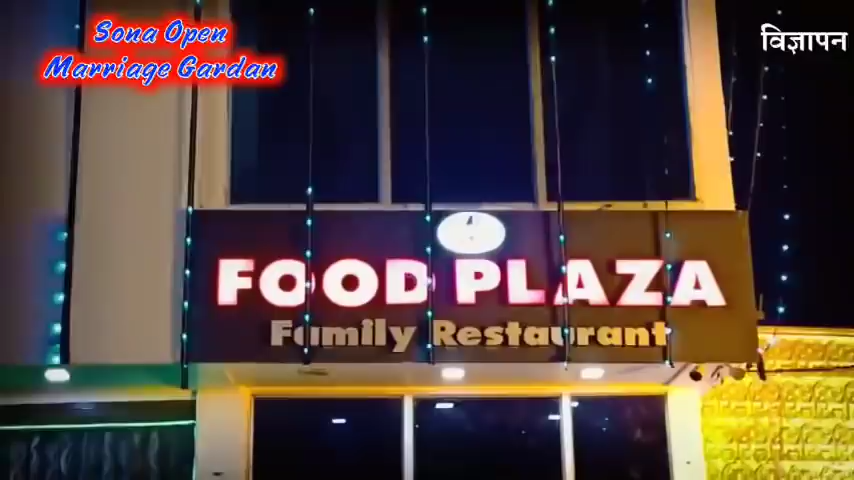 Sona Open
Marriage Gardan
विज्ञापन
FOOD PLAZA
Family Restaurant